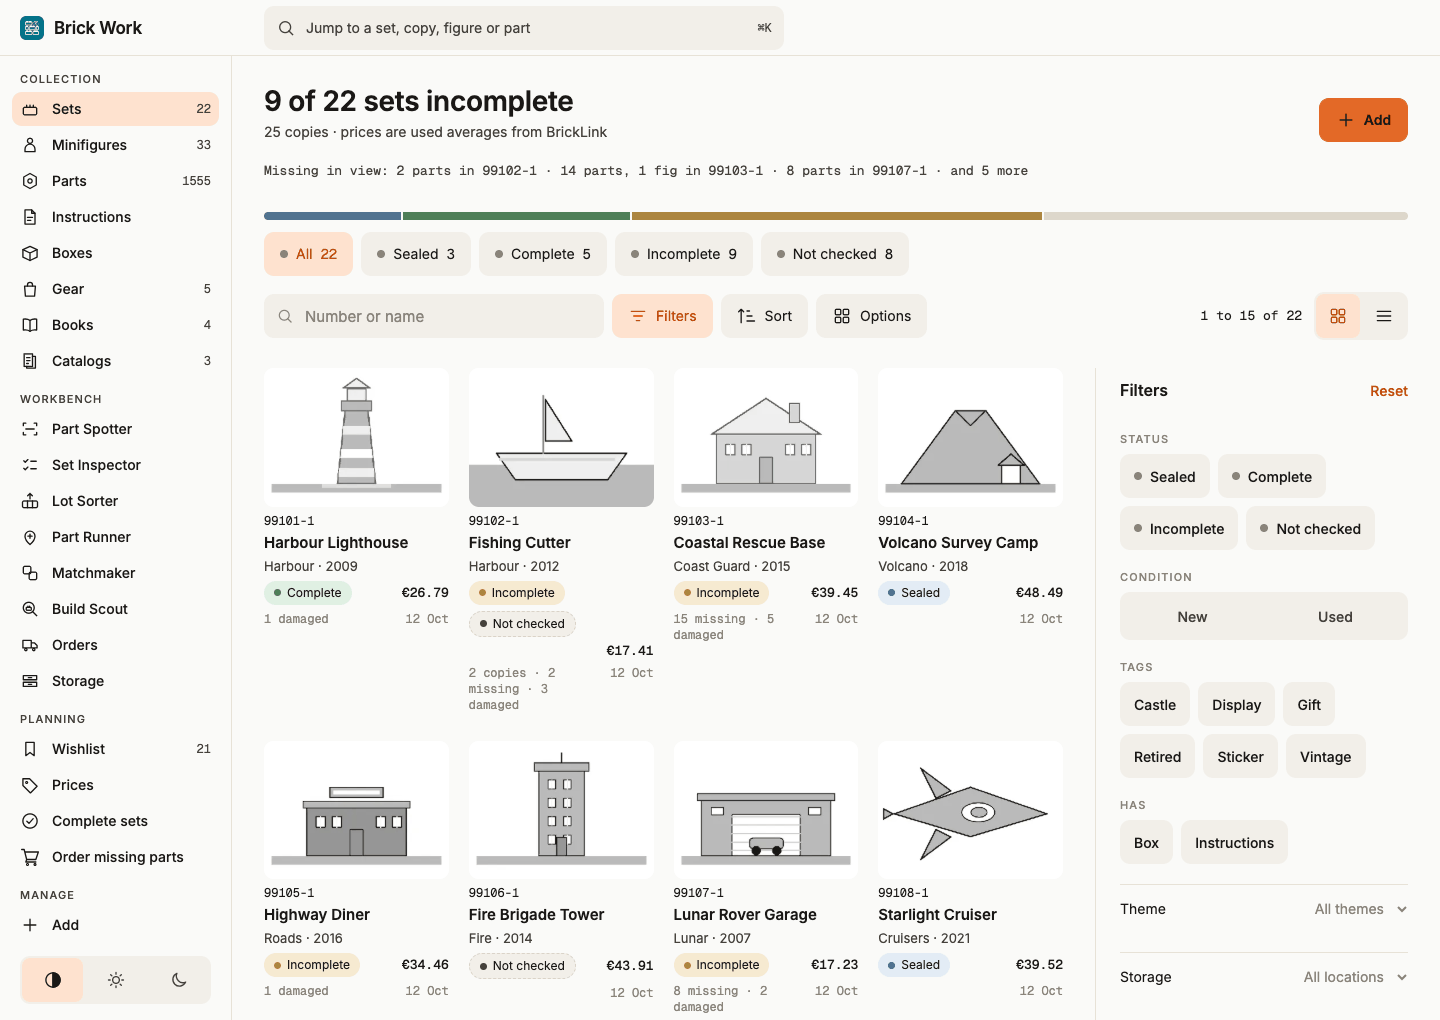 Brick Work
Jump to a set, copy, figure or part
⌘K
COLLECTION
Sets 22
Minifigures 33
Parts 1555
Instructions
Boxes
Gear 5
Books 4
Catalogs 3
WORKBENCH
Part Spotter
Set Inspector
Lot Sorter
Part Runner
Matchmaker
Build Scout
Orders
Storage
PLANNING
Wishlist 21
Prices
Complete sets
Order missing parts
MANAGE
Add
9 of 22 sets incomplete
25 copies · prices are used averages from BrickLink
Add
Missing in view: 2 parts in 99102-1 · 14 parts, 1 fig in 99103-1 · 8 parts in 99107-1 · and 5 more
All 22
Sealed 3
Complete 5
Incomplete 9
Not checked 8
Number or name
Filters
Sort
Options
1 to 15 of 22
99101-1
Harbour Lighthouse
Harbour · 2009
Complete €26.79
1 damaged 12 Oct
99102-1
Fishing Cutter
Harbour · 2012
Incomplete
Not checked
€17.41
2 copies · 2 12 Oct
missing · 3
damaged
99103-1
Coastal Rescue Base
Coast Guard · 2015
Incomplete €39.45
15 missing · 5 12 Oct
damaged
99104-1
Volcano Survey Camp
Volcano · 2018
Sealed €48.49
12 Oct
99105-1
Highway Diner
Roads · 2016
Incomplete €34.46
1 damaged 12 Oct
99106-1
Fire Brigade Tower
Fire · 2014
Not checked €43.91
12 Oct
99107-1
Lunar Rover Garage
Lunar · 2007
Incomplete €17.23
8 missing · 2 12 Oct
damaged
99108-1
Starlight Cruiser
Cruisers · 2021
Sealed €39.52
12 Oct
Filters Reset
STATUS
Sealed Complete
Incomplete Not checked
CONDITION
New Used
TAGS
Castle Display Gift
Retired Sticker Vintage
HAS
Box Instructions
Theme All themes
Storage All locations